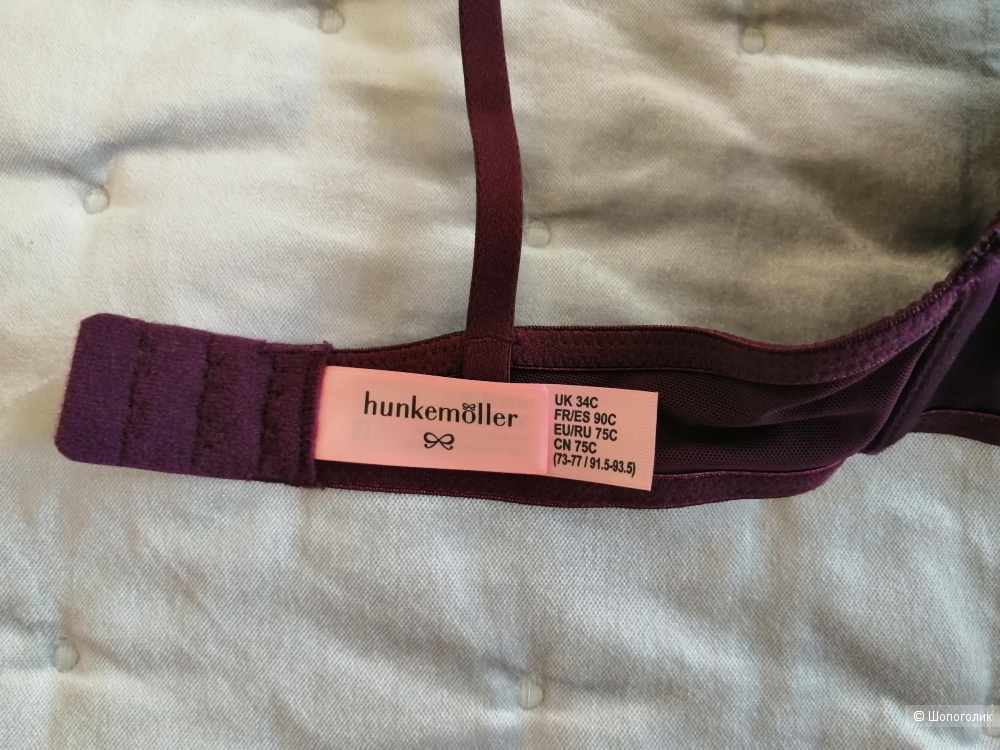 hunkemöller
UK 34C
FR/ES 90C
EU/RU 75C
CN 75C
(73-77 / 91.5-93.5)
© Шопоголик